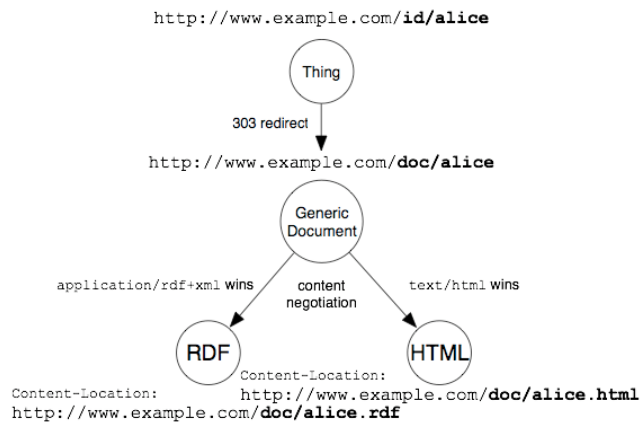 http://www.example.com/id/alice
Thing
303 redirect
http://www.example.com/doc/alice
Generic
Document
application/rdf+xml wins
content
negotiation
text/html wins
RDF
HTML
Content-Location:
http://www.example.com/doc/alice.html
Content-Location:
http://www.example.com/doc/alice.rdf